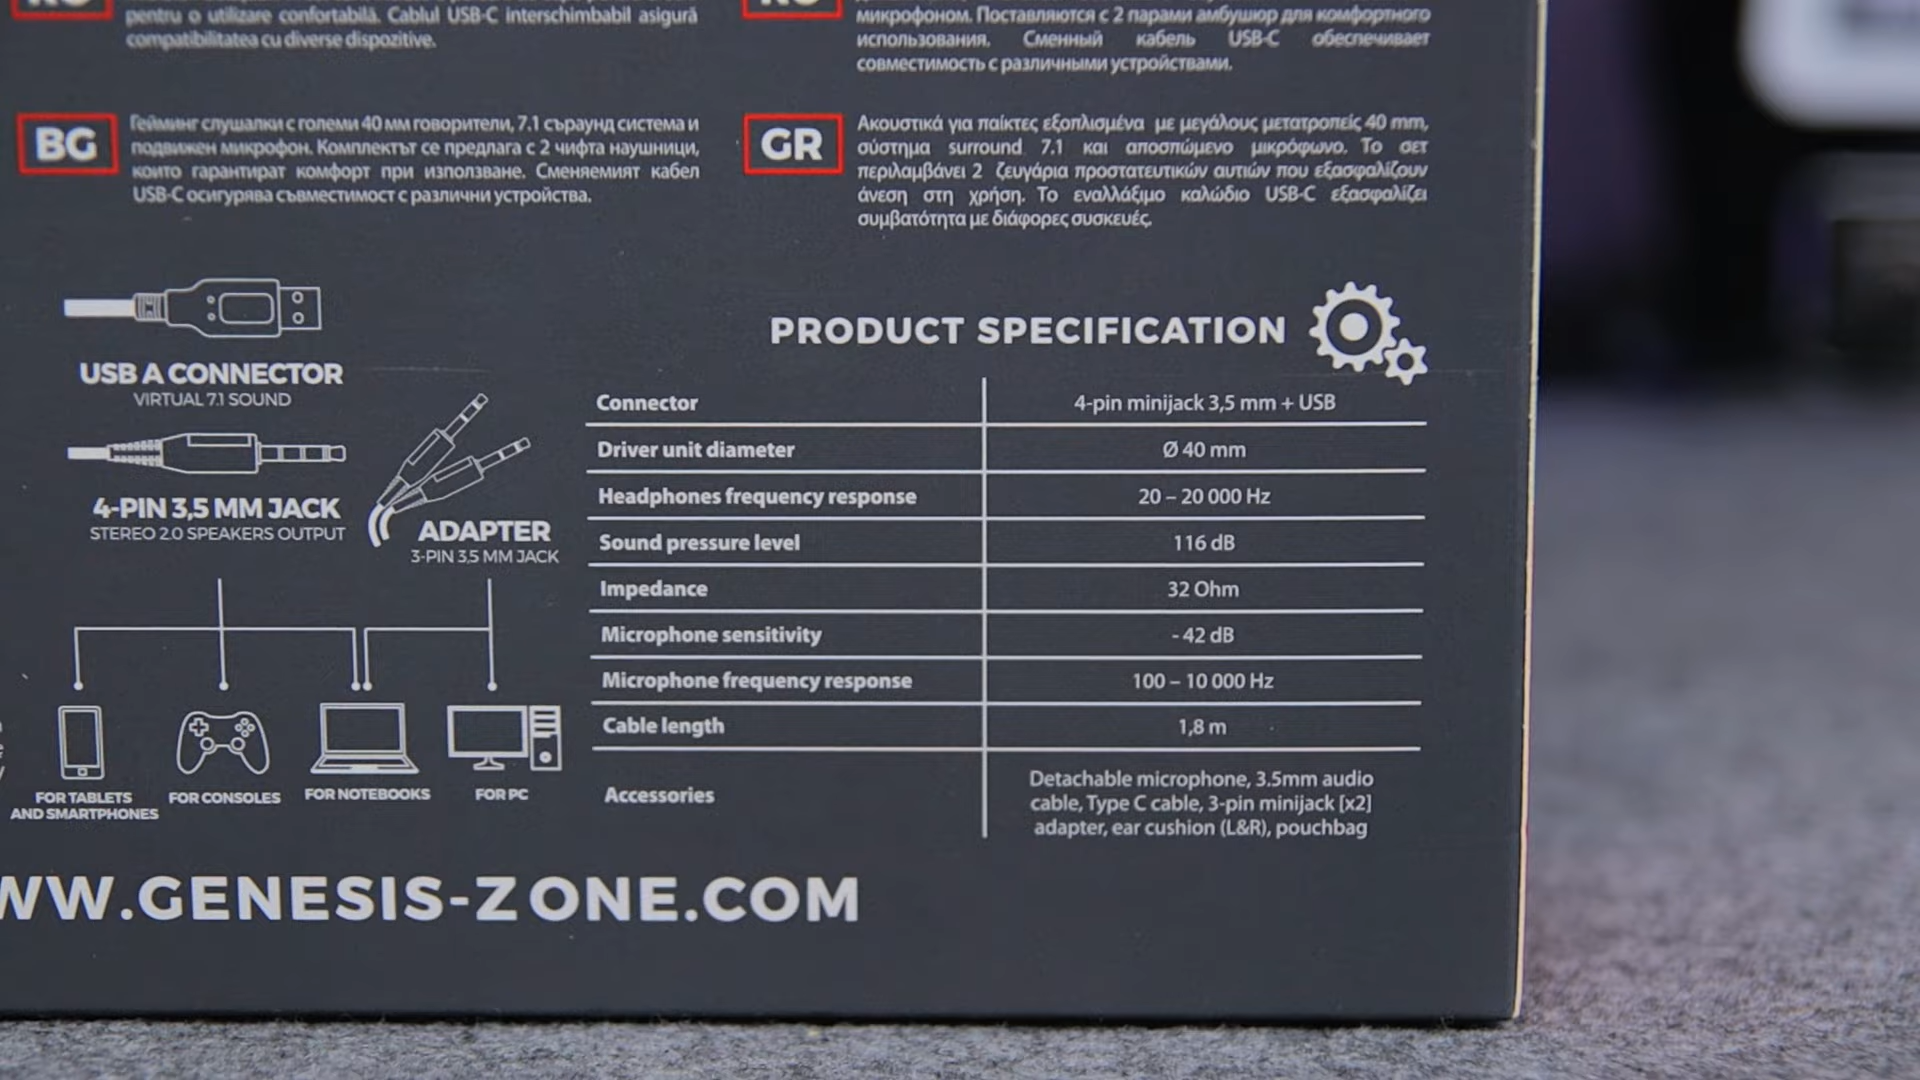 pentru o utilizare confortabilă. Cablul USB-C interschimbabil asigură
compatibilitatea cu diverse dispozitive.
микрофоном. Поставляются с 2 парами амбушюр для комфортного
использования. Сменный кабель USB-C обеспечивает
совместимость с различными устройствами.
BG
Гейминг слушалки с големи 40 мм говорители, 7.1 съраунд система и
подвижен микрофон. Комплектът се предлага с 2 чифта наушници,
които гарантират комфорт при използване. Сменяемият кабел
USB-C осигурява съвместимост с различни устройства.
GR
Ακουστικά για παίκτες εξοπλισμένα με μεγάλους μετατροπείς 40 mm,
σύστημα surround 7.1 και αποσπώμενο μικρόφωνο. Το σετ
περιλαμβάνει 2 ζευγάρια προστατευτικών αυτιών που εξασφαλίζουν
άνεση στη χρήση. Το εναλλάξιμο καλώδιο USB-C εξασφαλίζει
συμβατότητα με διάφορες συσκευές.
USB A CONNECTOR
VIRTUAL 7.1 SOUND
4-PIN 3,5 MM JACK
STEREO 2.0 SPEAKERS OUTPUT
ADAPTER
3-PIN 3,5 MM JACK
FOR TABLETS
AND SMARTPHONES
FOR CONSOLES
FOR NOTEBOOKS
FOR PC
PRODUCT SPECIFICATION
Connector 4-pin minijack 3,5 mm + USB
Driver unit diameter Ø 40 mm
Headphones frequency response 20 – 20 000 Hz
Sound pressure level 116 dB
Impedance 32 Ohm
Microphone sensitivity - 42 dB
Microphone frequency response 100 – 10 000 Hz
Cable length 1,8 m
Accessories
Detachable microphone, 3.5mm audio
cable, Type C cable, 3-pin minijack [x2]
adapter, ear cushion (L&R), pouchbag
WW.GENESIS-ZONE.COM